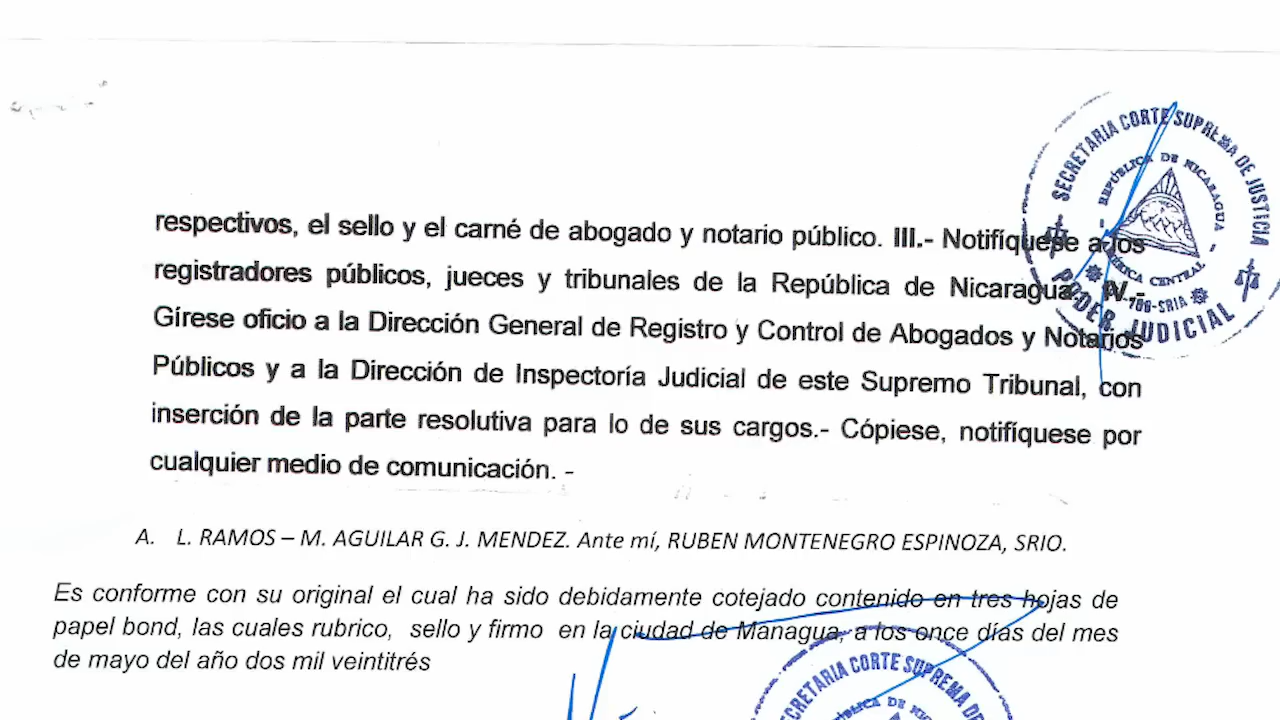 SECRETARIA CORTE SUPREMA DE JUSTICIA
REPÚBLICA DE NICARAGUA
AMÉRICA CENTRAL
PODER JUDICIAL
respectivos, el sello y el carné de abogado y notario público. III.- Notifíquese a los
registradores públicos, jueces y tribunales de la República de Nicaragua.- IV.-
Gírese oficio a la Dirección General de Registro y Control de Abogados y Notarios
Públicos y a la Dirección de Inspectoría Judicial de este Supremo Tribunal, con
inserción de la parte resolutiva para lo de sus cargos.- Cópiese, notifíquese por
cualquier medio de comunicación. -
A. L. RAMOS – M. AGUILAR G. J. MENDEZ. Ante mí, RUBEN MONTENEGRO ESPINOZA, SRIO.
Es conforme con su original el cual ha sido debidamente cotejado contenido en tres hojas de
papel bond, las cuales rubrico, sello y firmo en la ciudad de Managua, a los once días del mes
de mayo del año dos mil veintitrés
CRETARIA CORTE SUPREMA DE